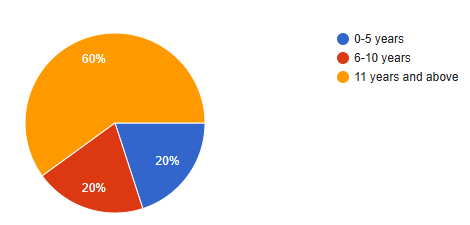 0-5 years
60%
6-10 years
11 years and above
20%
20%